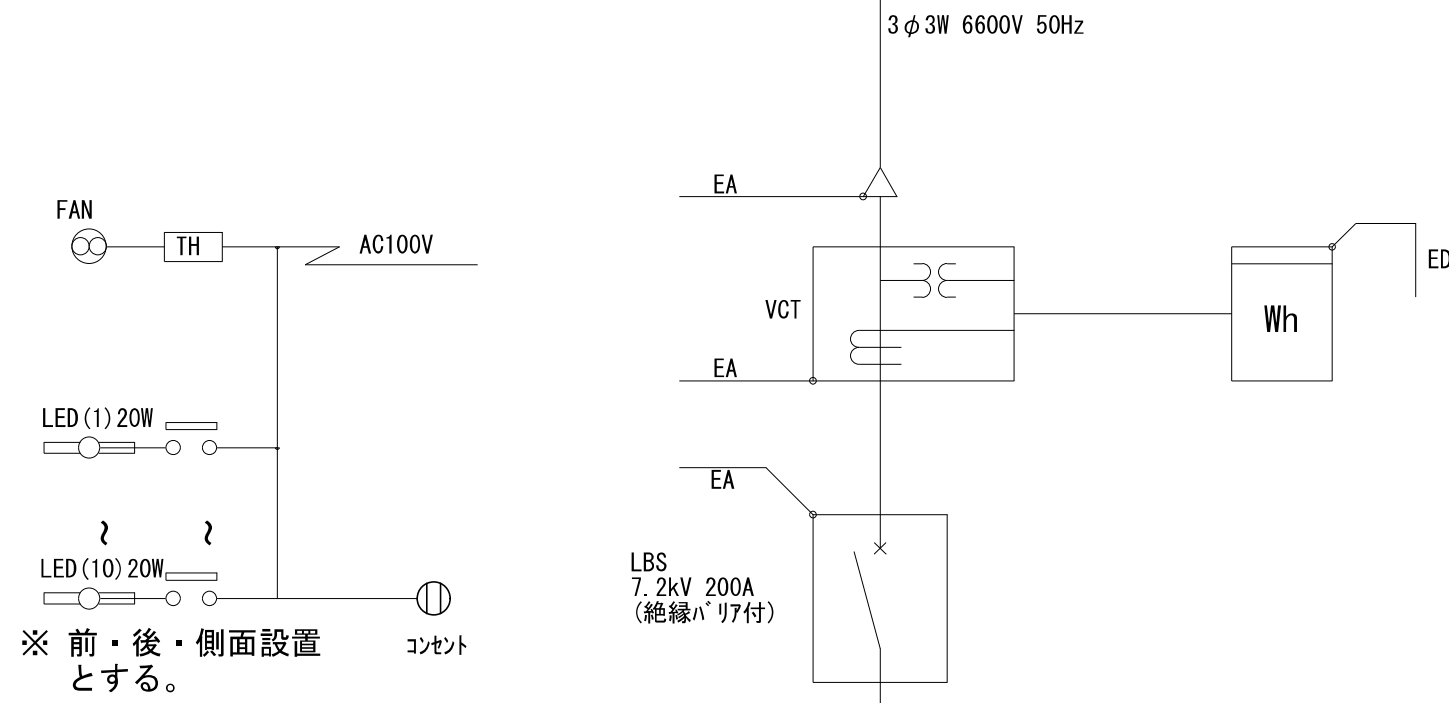 3φ3W 6600V 50Hz
EA
FAN
TH
AC100V
ED
VCT
Wh
EA
LED(1)20W
EA
~ ~
LED(10)20W
LBS
7.2kV 200A
(絶縁バリア付)
※ 前・後・側面設置
とする。
コンセント